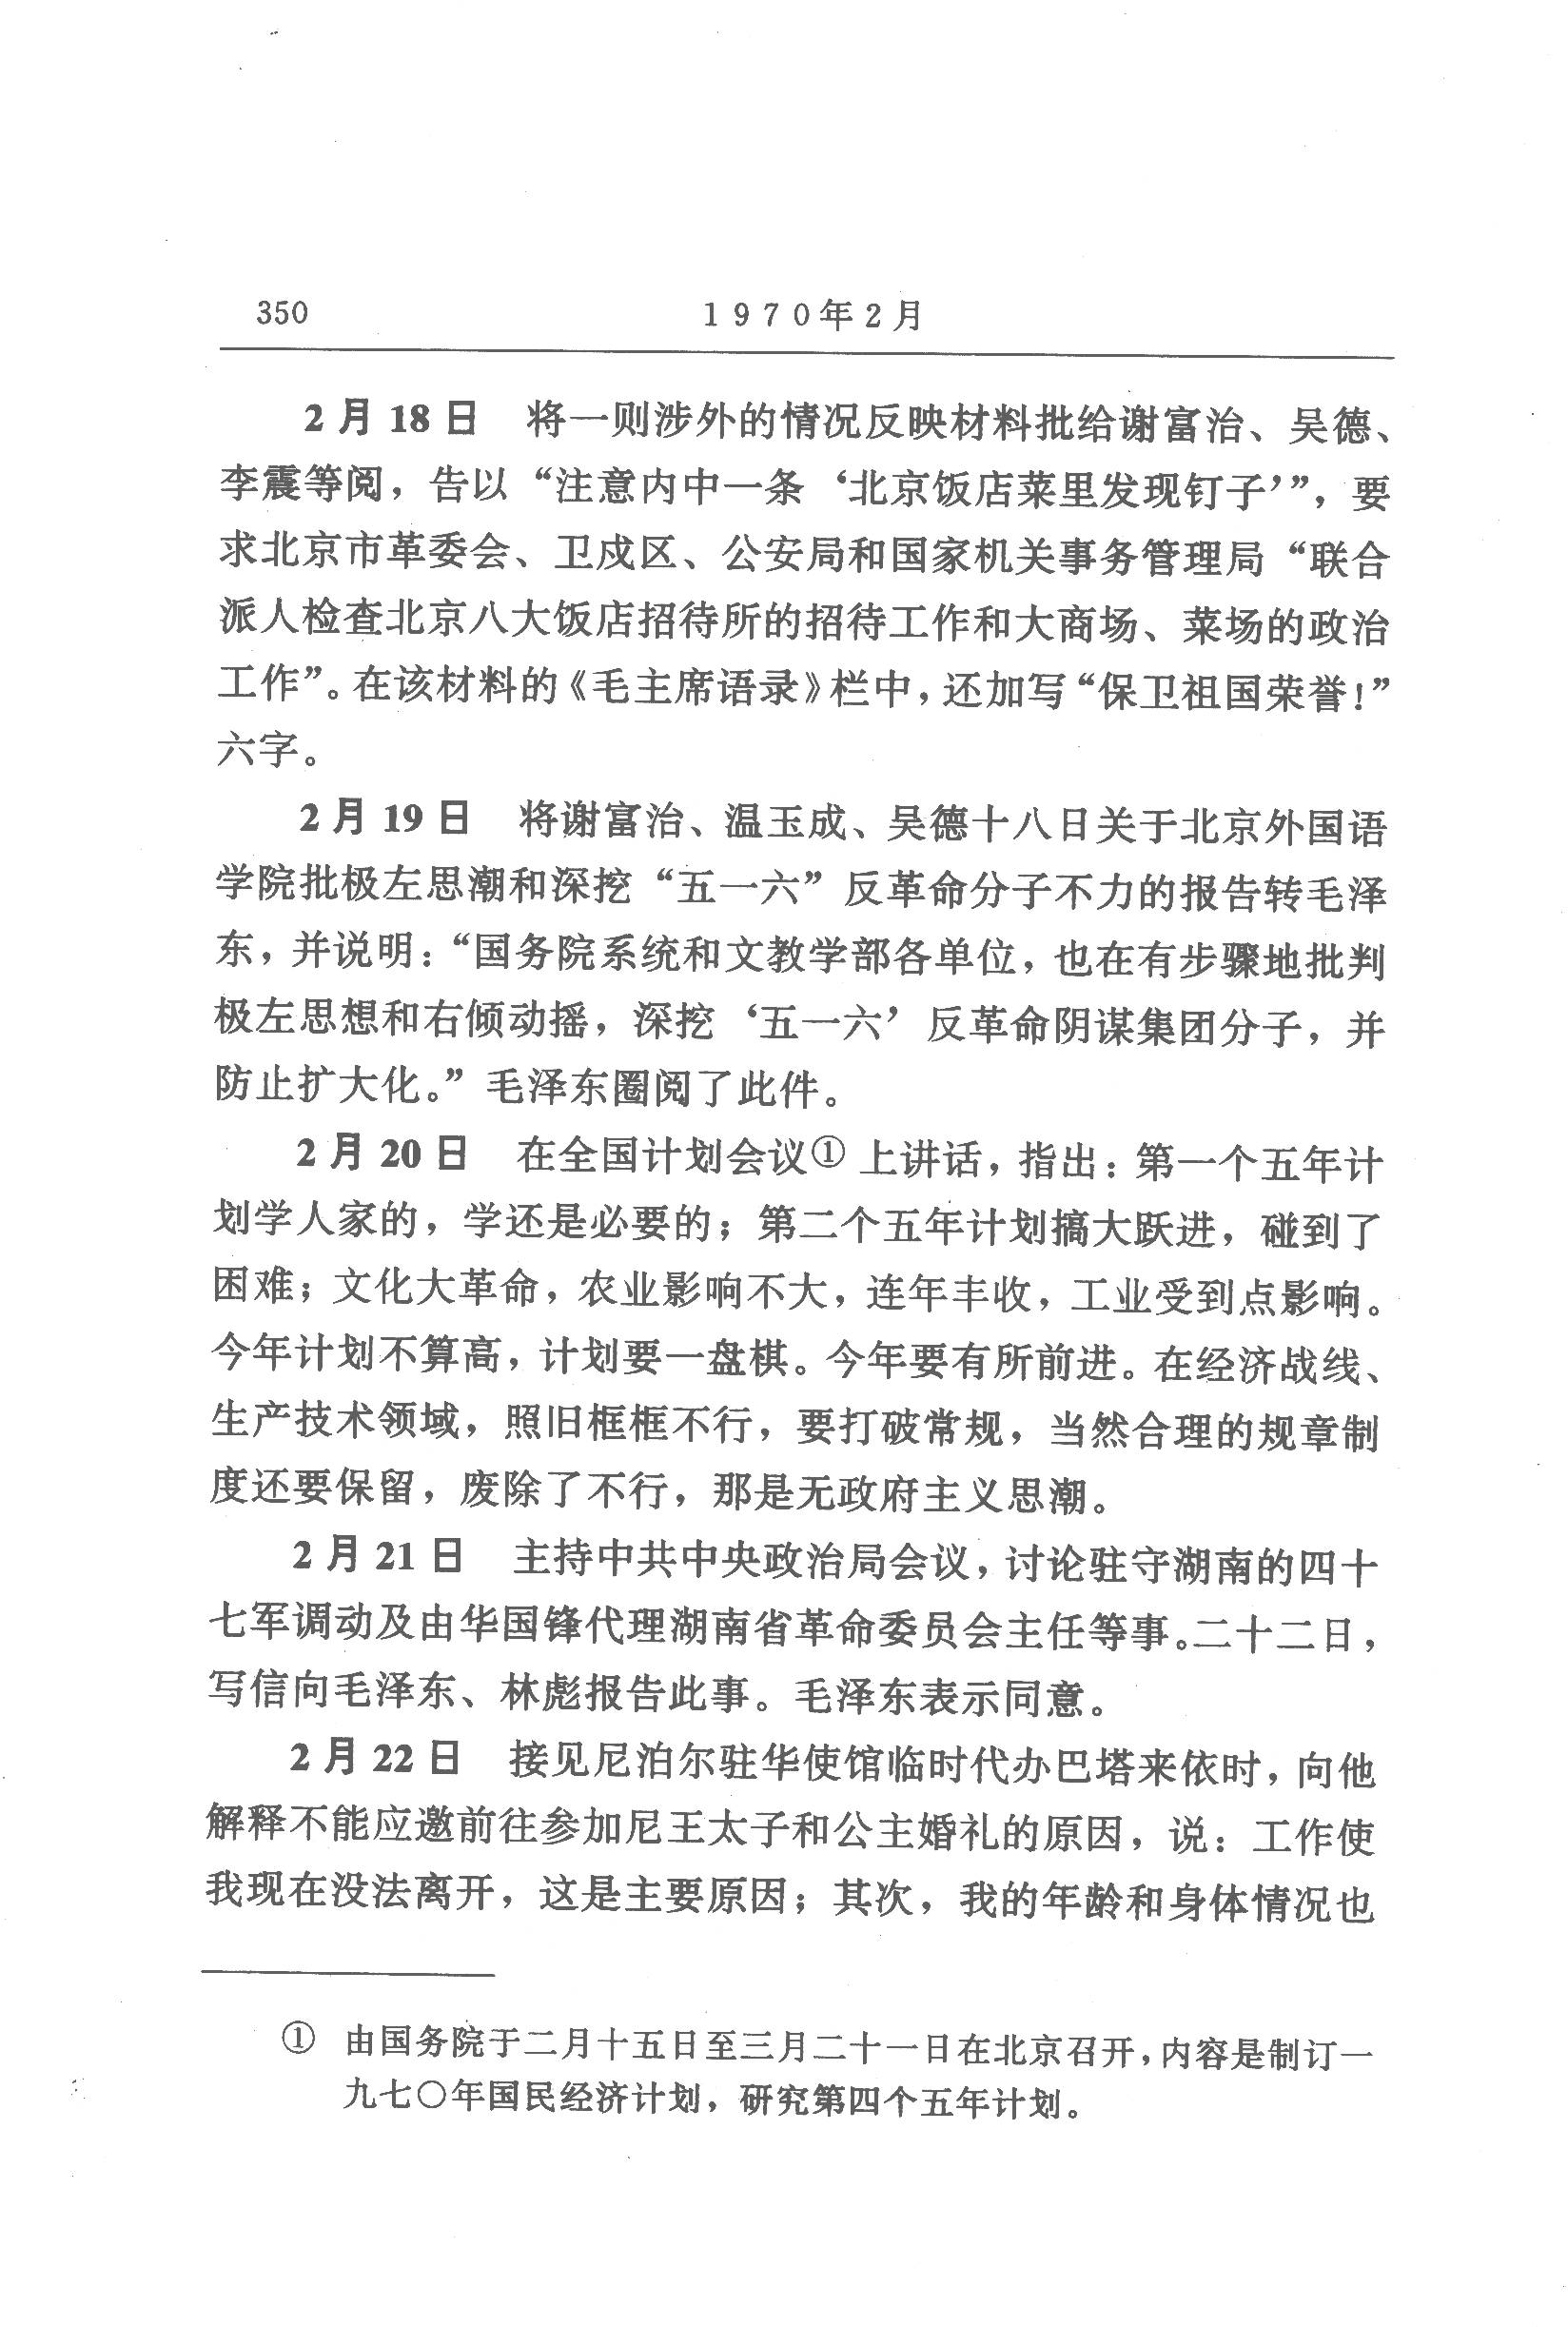 350
1970年2月
2月18日　将一则涉外的情况反映材料批给谢富治、吴德、
李震等阅，告以“注意内中一条‘北京饭店菜里发现钉子’”，要
求北京市革委会、卫戍区、公安局和国家机关事务管理局“联合
派人检查北京八大饭店招待所的招待工作和大商场、菜场的政治
工作”。在该材料的《毛主席语录》栏中，还加写“保卫祖国荣誉！”
六字。
2月19日　将谢富治、温玉成、吴德十八日关于北京外国语
学院批极左思潮和深挖“五一六”反革命分子不力的报告转毛泽
东，并说明：“国务院系统和文教学部各单位，也在有步骤地批判
极左思想和右倾动摇，深挖‘五一六’反革命阴谋集团分子，并
防止扩大化。”毛泽东圈阅了此件。
2月20日　在全国计划会议①上讲话，指出：第一个五年计
划学人家的，学还是必要的；第二个五年计划搞大跃进，碰到了
困难；文化大革命，农业影响不大，连年丰收，工业受到点影响。
今年计划不算高，计划要一盘棋。今年要有所前进。在经济战线、
生产技术领域，照旧框框不行，要打破常规，当然合理的规章制
度还要保留，废除了不行，那是无政府主义思潮。
2月21日　主持中共中央政治局会议，讨论驻守湖南的四十
七军调动及由华国锋代理湖南省革命委员会主任等事。二十二日，
写信向毛泽东、林彪报告此事。毛泽东表示同意。
2月22日　接见尼泊尔驻华使馆临时代办巴塔来依时，向他
解释不能应邀前往参加尼王太子和公主婚礼的原因，说：工作使
我现在没法离开，这是主要原因；其次，我的年龄和身体情况也
①　由国务院于二月十五日至三月二十一日在北京召开，内容是制订一
九七〇年国民经济计划，研究第四个五年计划。